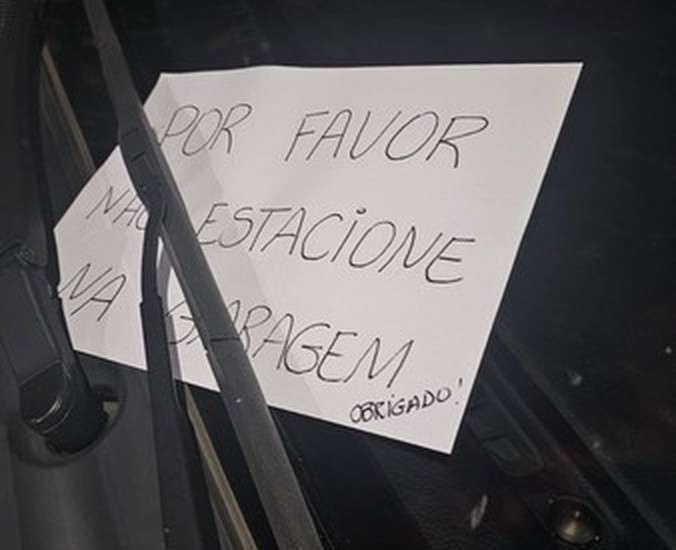 POR FAVOR
NÃO ESTACIONE
NA GARAGEM
OBRIGADO!